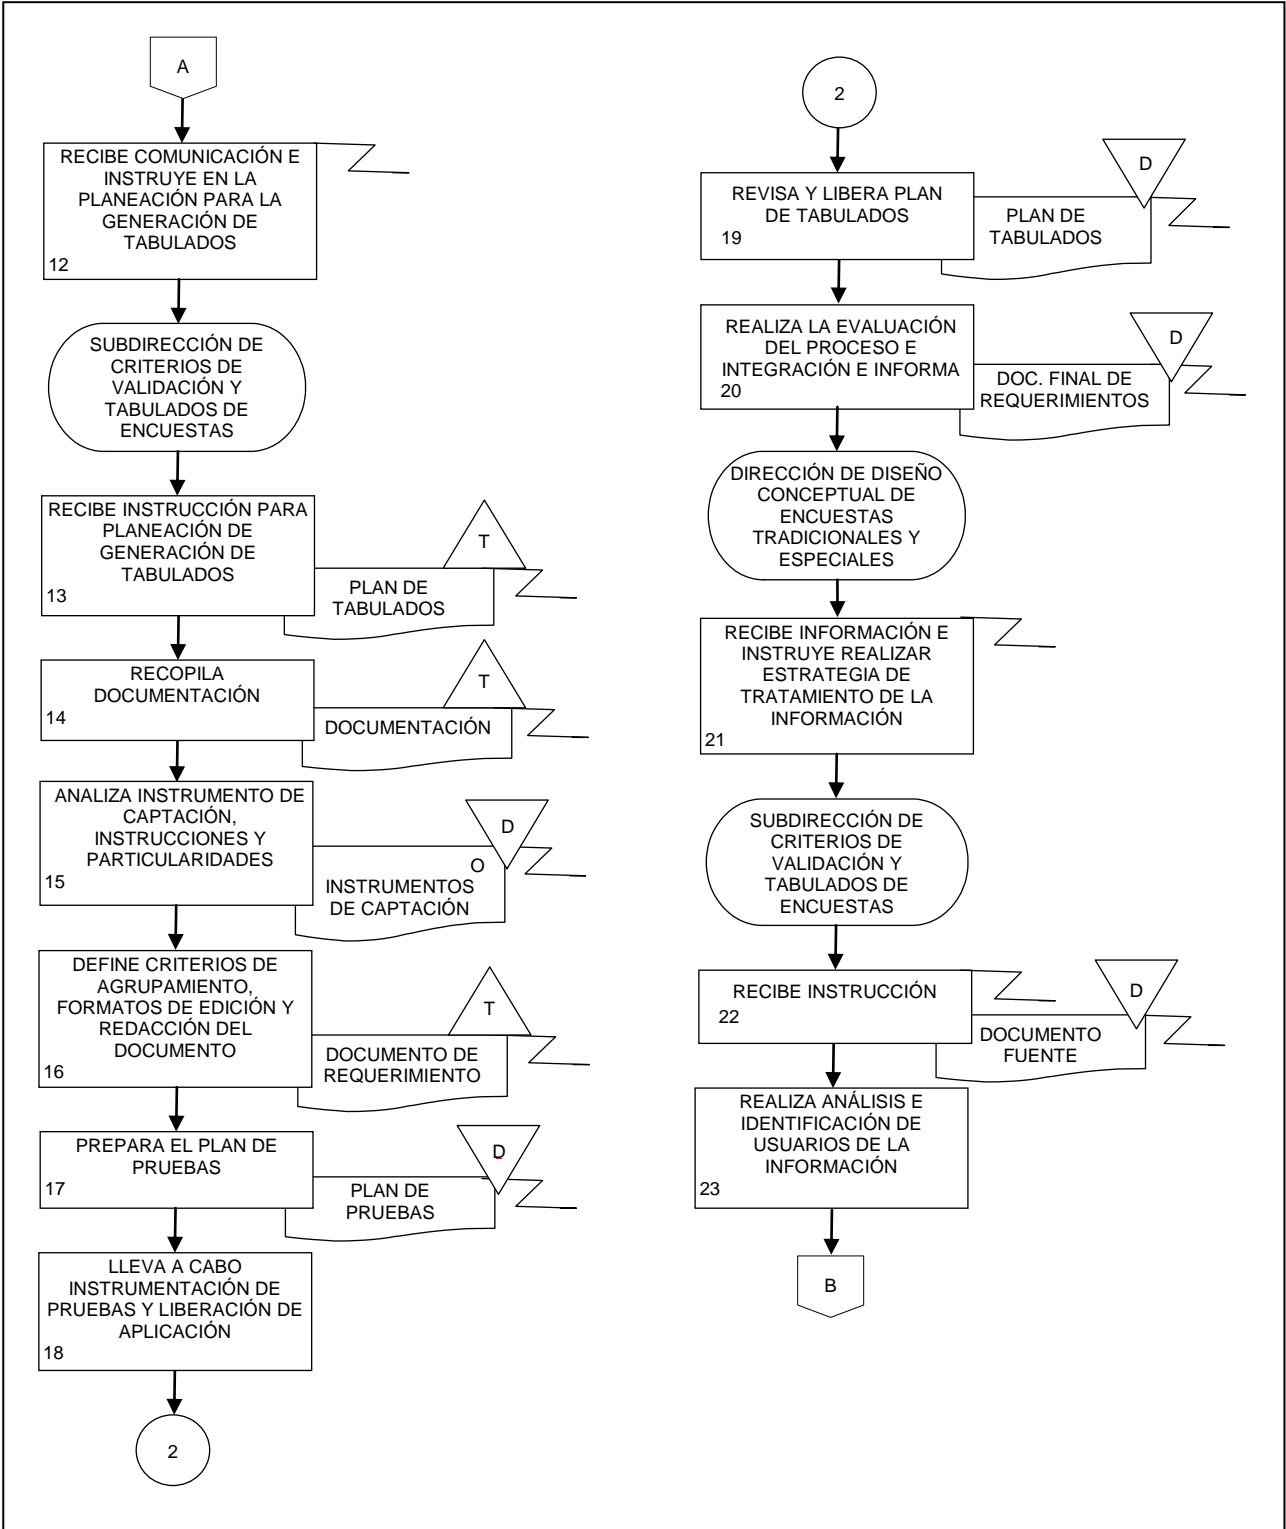 A
RECIBE COMUNICACIÓN E
INSTRUYE EN LA
PLANEACIÓN PARA LA
GENERACIÓN DE
TABULADOS
12
SUBDIRECCIÓN DE
CRITERIOS DE
VALIDACIÓN Y
TABULADOS DE
ENCUESTAS
RECIBE INSTRUCCIÓN PARA
PLANEACIÓN DE
GENERACIÓN DE
TABULADOS
13
T
PLAN DE
TABULADOS
RECOPILA
DOCUMENTACIÓN
14
T
DOCUMENTACIÓN
ANALIZA INSTRUMENTO DE
CAPTACIÓN,
INSTRUCCIONES Y
PARTICULARIDADES
15
D
O
INSTRUMENTOS
DE CAPTACIÓN
DEFINE CRITERIOS DE
AGRUPAMIENTO,
FORMATOS DE EDICIÓN Y
REDACCIÓN DEL
DOCUMENTO
16
T
DOCUMENTO DE
REQUERIMIENTO
PREPARA EL PLAN DE
PRUEBAS
17
D
PLAN DE
PRUEBAS
LLEVA A CABO
INSTRUMENTACIÓN DE
PRUEBAS Y LIBERACIÓN DE
APLICACIÓN
18
2
2
REVISA Y LIBERA PLAN
DE TABULADOS
19
D
PLAN DE
TABULADOS
REALIZA LA EVALUACIÓN
DEL PROCESO E
INTEGRACIÓN E INFORMA
20
D
DOC. FINAL DE
REQUERIMIENTOS
DIRECCIÓN DE DISEÑO
CONCEPTUAL DE
ENCUESTAS
TRADICIONALES Y
ESPECIALES
RECIBE INFORMACIÓN E
INSTRUYE REALIZAR
ESTRATEGIA DE
TRATAMIENTO DE LA
INFORMACIÓN
21
SUBDIRECCIÓN DE
CRITERIOS DE
VALIDACIÓN Y
TABULADOS DE
ENCUESTAS
RECIBE INSTRUCCIÓN
22
D
DOCUMENTO
FUENTE
REALIZA ANÁLISIS E
IDENTIFICACIÓN DE
USUARIOS DE LA
INFORMACIÓN
23
B